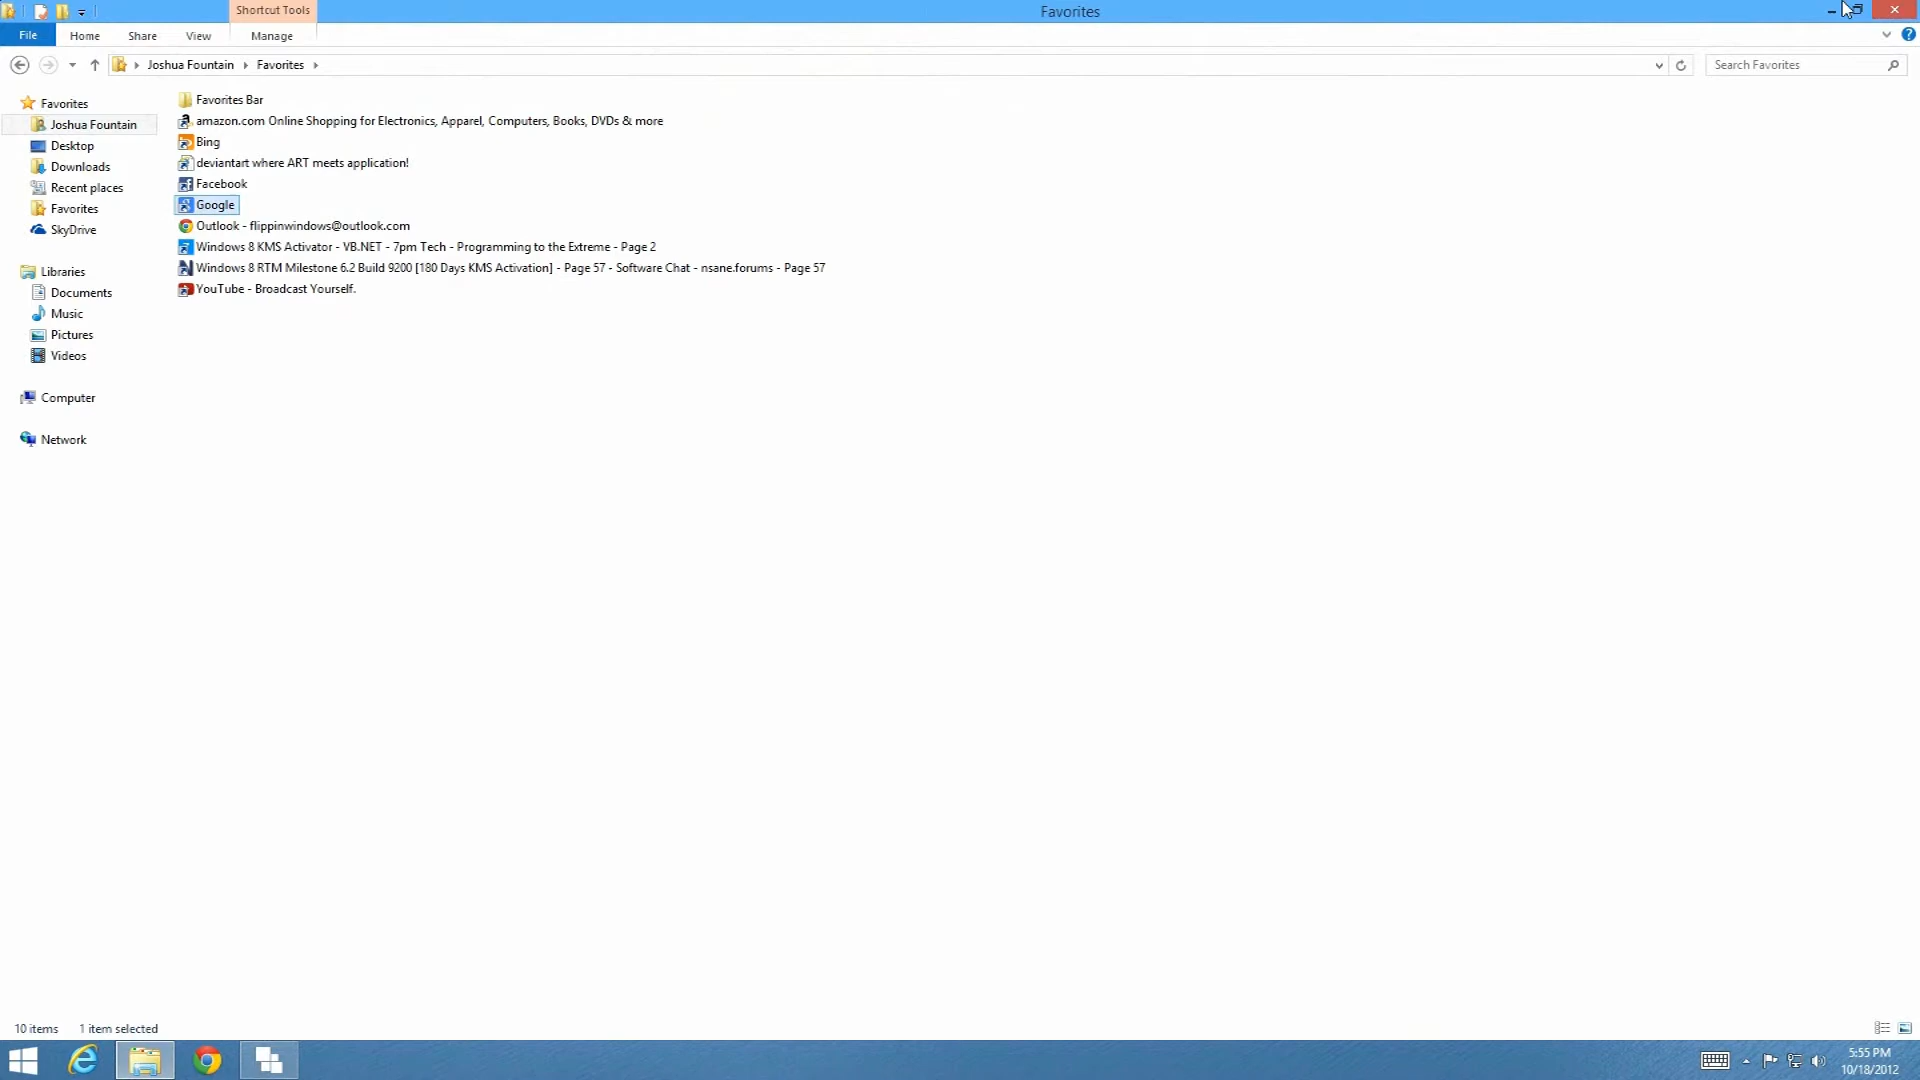 Shortcut Tools
Favorites
File
Home
Share
View
Manage
Joshua Fountain
Favorites
Search Favorites
Favorites
Joshua Fountain
Desktop
Downloads
Recent places
Favorites
SkyDrive
Libraries
Documents
Music
Pictures
Videos
Computer
Network
Favorites Bar
amazon.com Online Shopping for Electronics, Apparel, Computers, Books, DVDs & more
Bing
deviantart where ART meets application!
Facebook
Google
Outlook - flippinwindows@outlook.com
Windows 8 KMS Activator - VB.NET - 7pm Tech - Programming to the Extreme - Page 2
Windows 8 RTM Milestone 6.2 Build 9200 [180 Days KMS Activation] - Page 57 - Software Chat - nsane.forums - Page 57
YouTube - Broadcast Yourself.
10 items
1 item selected
5:55 PM
10/18/2012